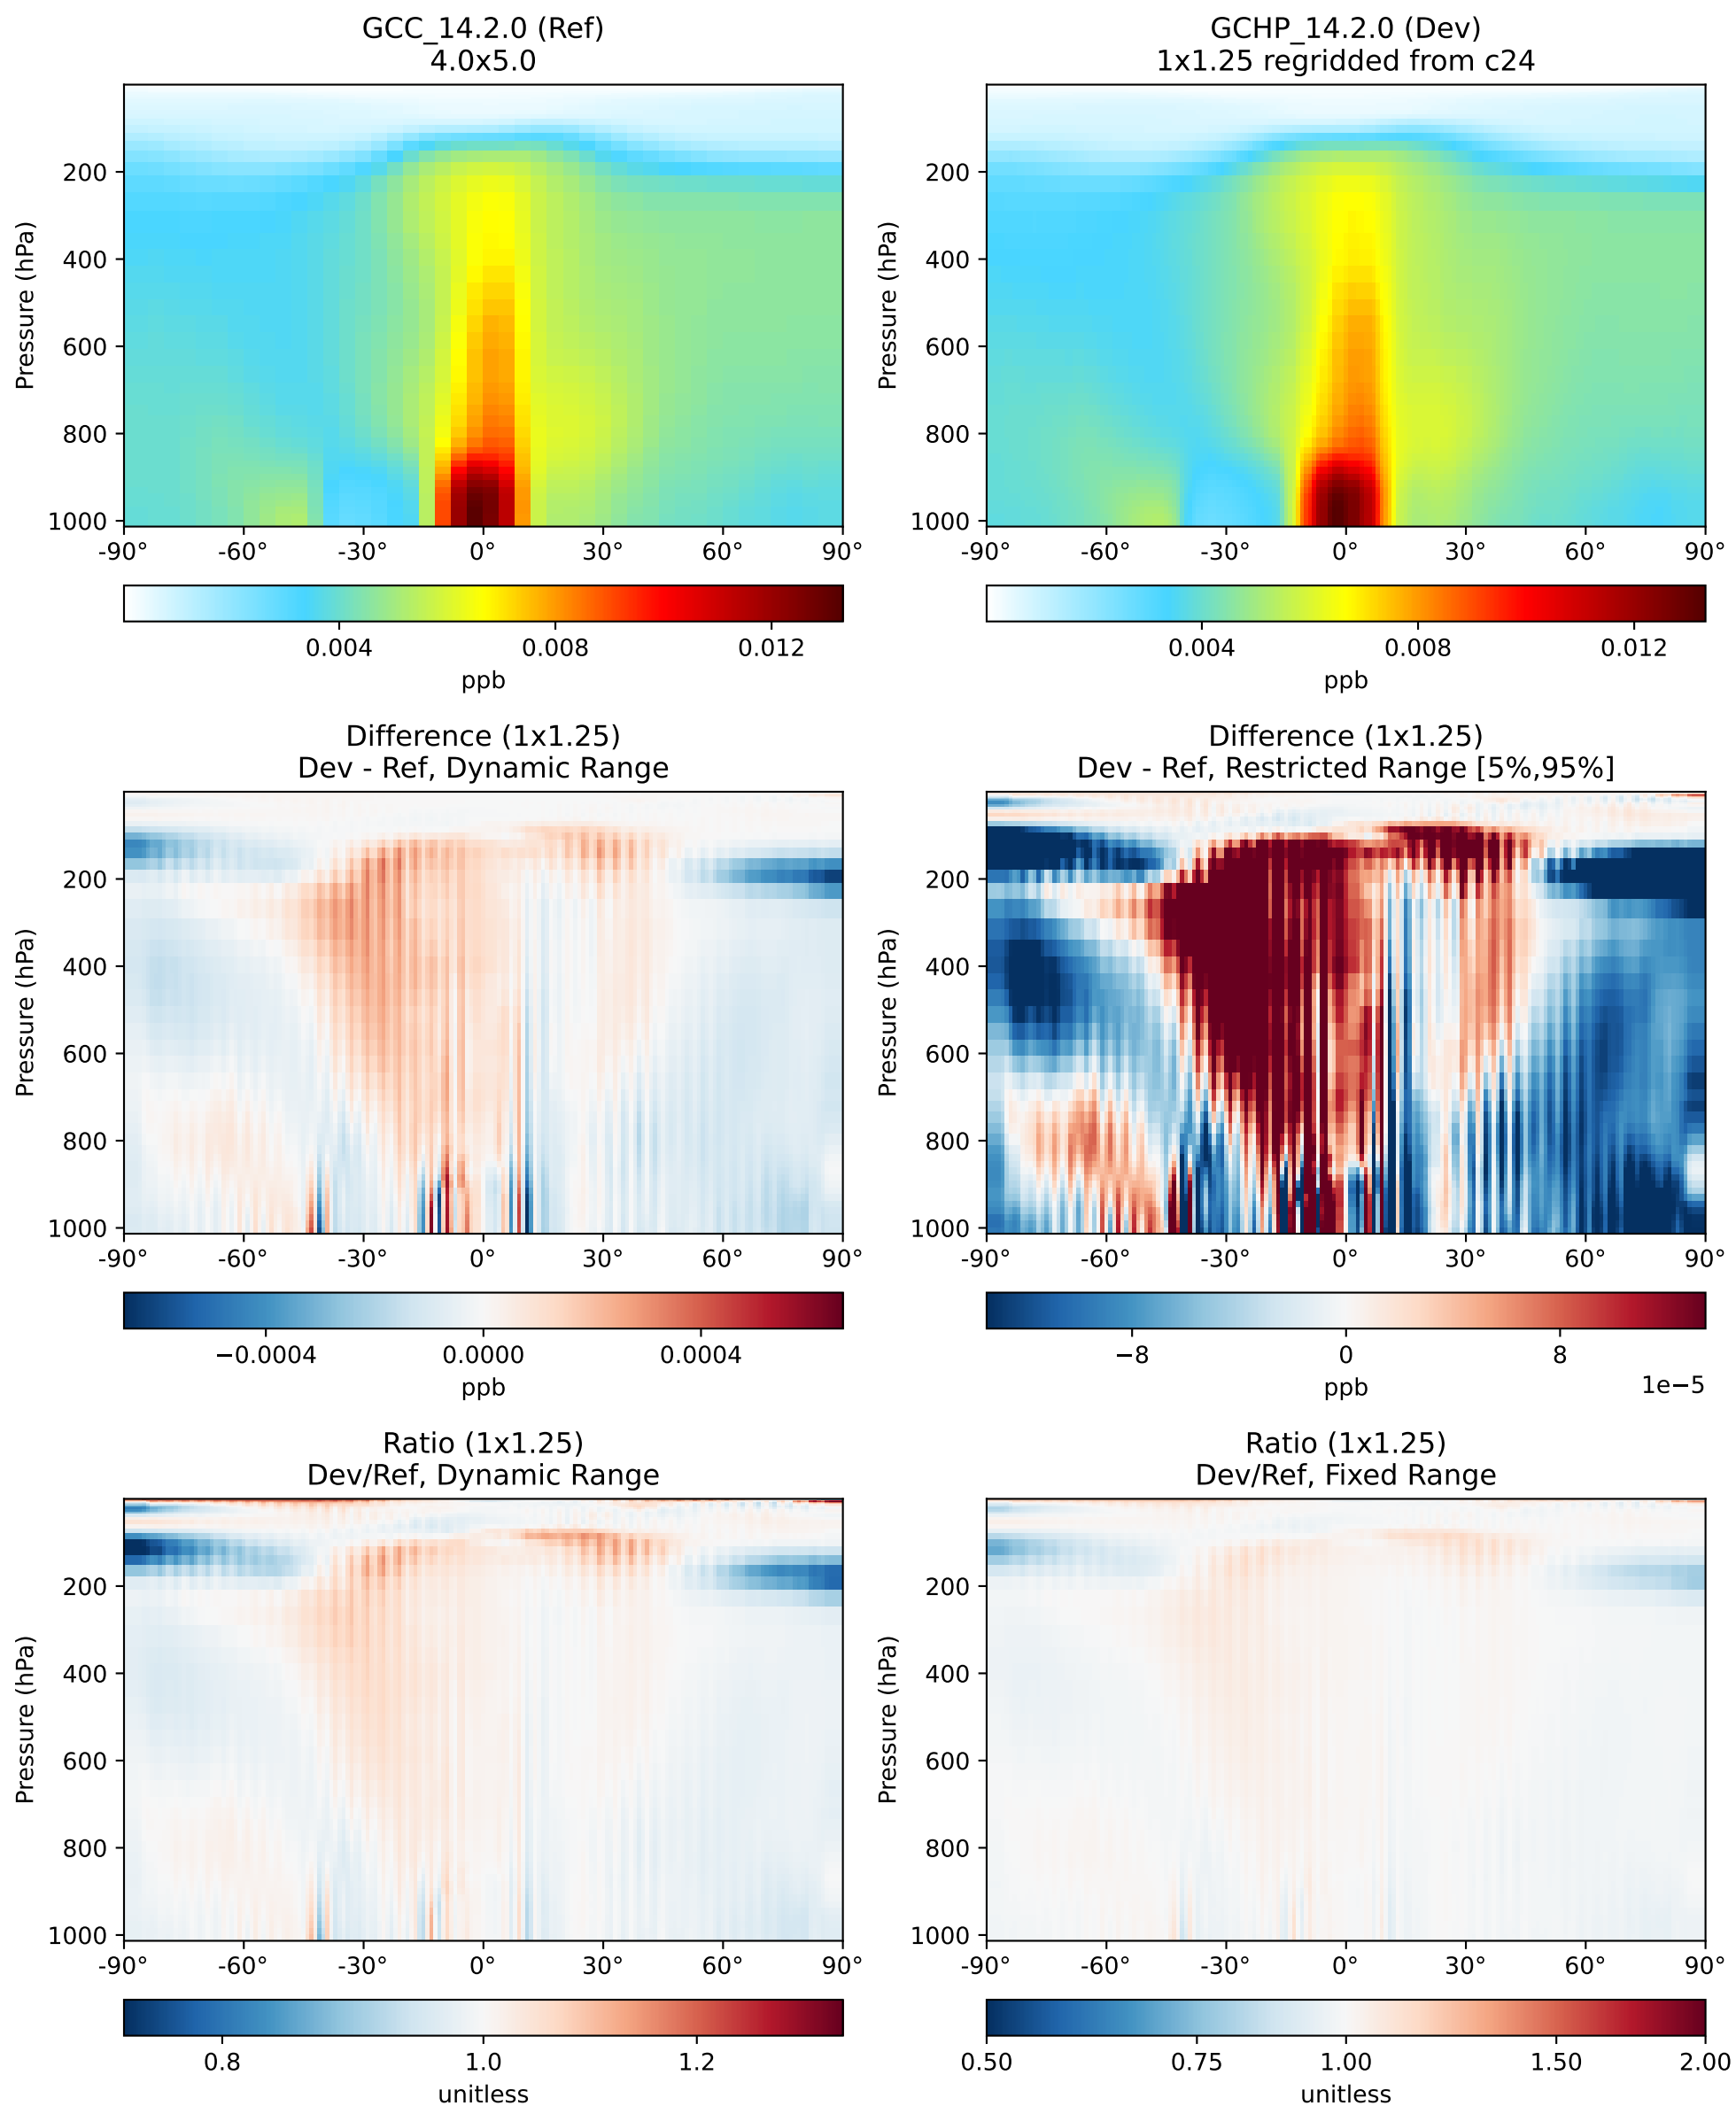 GCC_14.2.0 (Ref)
4.0x5.0
Pressure (hPa)
200
400
600
800
1000
-90° -60° -30° 0° 30° 60° 90°
0.004 0.008 0.012
ppb
GCHP_14.2.0 (Dev)
1x1.25 regridded from c24
Pressure (hPa)
200
400
600
800
1000
-90° -60° -30° 0° 30° 60° 90°
0.004 0.008 0.012
ppb
Difference (1x1.25)
Dev - Ref, Dynamic Range
Pressure (hPa)
200
400
600
800
1000
-90° -60° -30° 0° 30° 60° 90°
−0.0004 0.0000 0.0004
ppb
Difference (1x1.25)
Dev - Ref, Restricted Range [5%,95%]
Pressure (hPa)
200
400
600
800
1000
-90° -60° -30° 0° 30° 60° 90°
−8 0 8
ppb
1e−5
Ratio (1x1.25)
Dev/Ref, Dynamic Range
Pressure (hPa)
200
400
600
800
1000
-90° -60° -30° 0° 30° 60° 90°
0.8 1.0 1.2
unitless
Ratio (1x1.25)
Dev/Ref, Fixed Range
Pressure (hPa)
200
400
600
800
1000
-90° -60° -30° 0° 30° 60° 90°
0.50 0.75 1.00 1.50 2.00
unitless